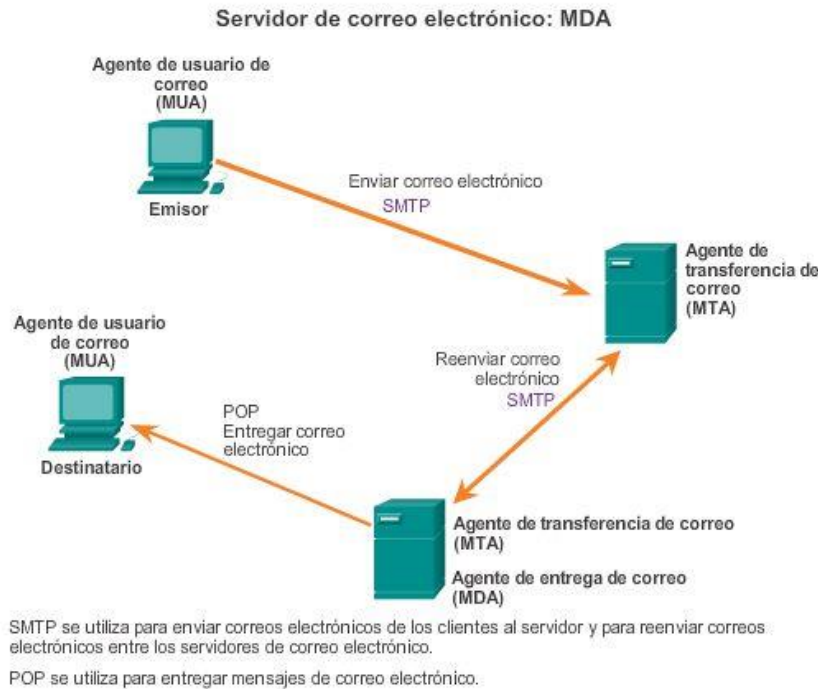 Servidor de correo electrónico: MDA
Agente de usuario de
correo
(MUA)
Emisor
Enviar correo electrónico
SMTP
Agente de
transferencia de
correo
(MTA)
Agente de usuario
de correo
(MUA)
Destinatario
Reenviar correo
electrónico
SMTP
POP
Entregar correo
electrónico
Agente de transferencia de correo
(MTA)
Agente de entrega de correo
(MDA)
SMTP se utiliza para enviar correos electrónicos de los clientes al servidor y para reenviar correos
electrónicos entre los servidores de correo electrónico.
POP se utiliza para entregar mensajes de correo electrónico.